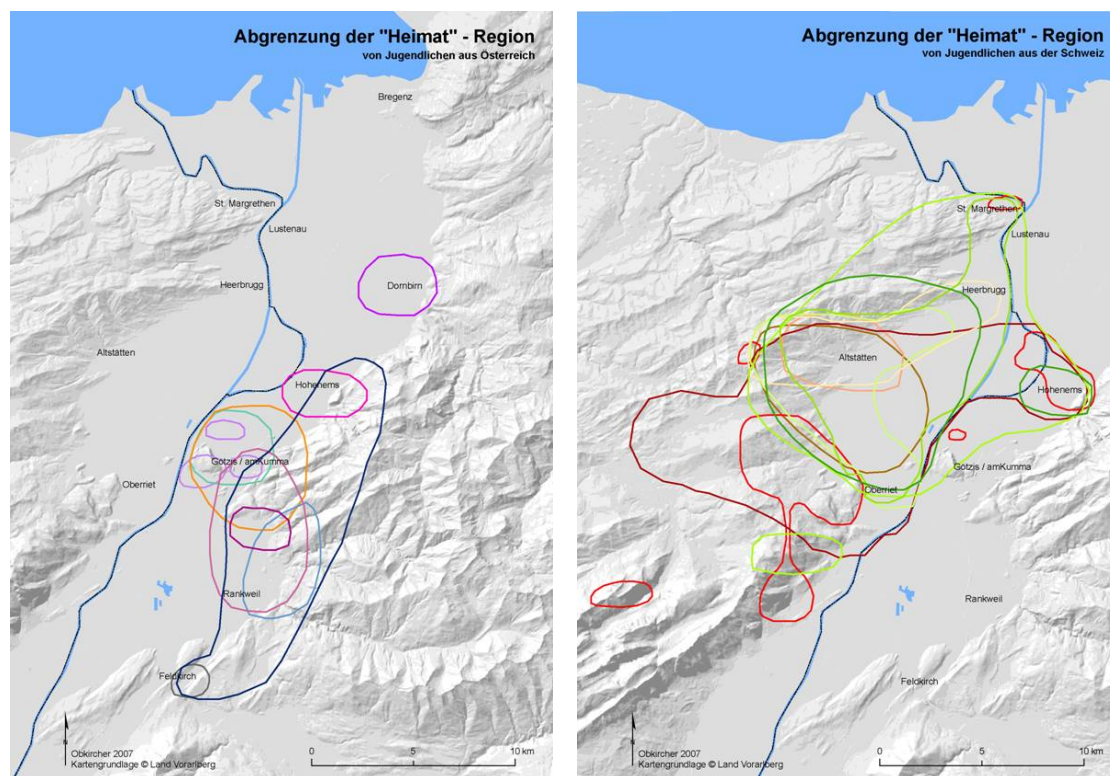 Abgrenzung der "Heimat" - Region
von Jugendlichen aus Österreich
Bregenz
St. Margrethen
Lustenau
Heerbrugg
Dornbirn
Altstätten
Hohenems
Götzis / amKumma
Oberriet
Rankweil
Feldkirch
N
Obkircher 2007
Kartengrundlage © Land Vorarlberg
0 5 10 km
Abgrenzung der "Heimat" - Region
von Jugendlichen aus der Schweiz
St. Margrethen
Lustenau
Heerbrugg
Altstätten
Hohenems
Götzis / amKumma
Oberriet
Rankweil
Feldkirch
N
Obkircher 2007
Kartengrundlage © Land Vorarlberg
0 5 10 km